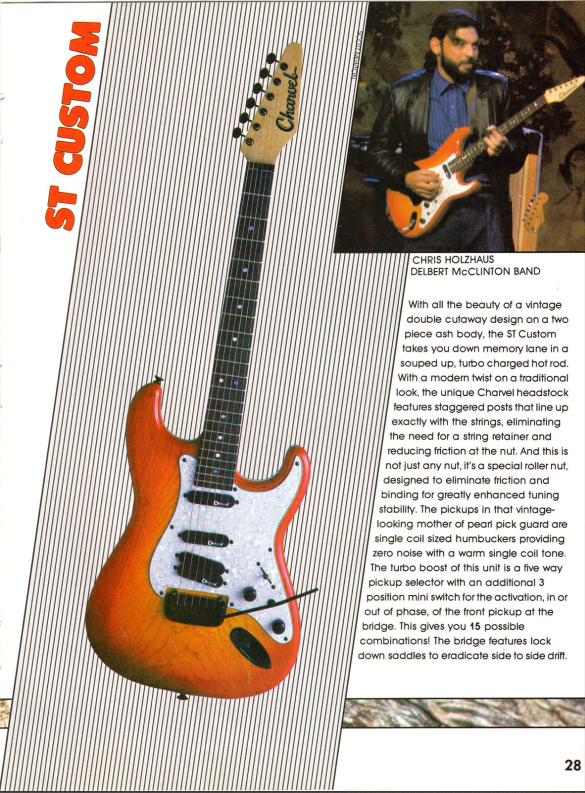 ST CUSTOM
Charvel
CHRIS HOLZHAUS
DELBERT McCLINTON BAND
With all the beauty of a vintage
double cutaway design on a two
piece ash body, the ST Custom
takes you down memory lane in a
souped up, turbo charged hot rod.
With a modern twist on a traditional
look, the unique Charvel headstock
features staggered posts that line up
exactly with the strings, eliminating
the need for a string retainer and
reducing friction at the nut. And this is
not just any nut, it's a special roller nut,
designed to eliminate friction and
binding for greatly enhanced tuning
stability. The pickups in that vintage-
looking mother of pearl pick guard are
single coil sized humbuckers providing
zero noise with a warm single coil tone.
The turbo boost of this unit is a five way
pickup selector with an additional 3
position mini switch for the activation, in or
out of phase, of the front pickup at the
bridge. This gives you 15 possible
combinations! The bridge features lock
down saddles to eradicate side to side drift.
28